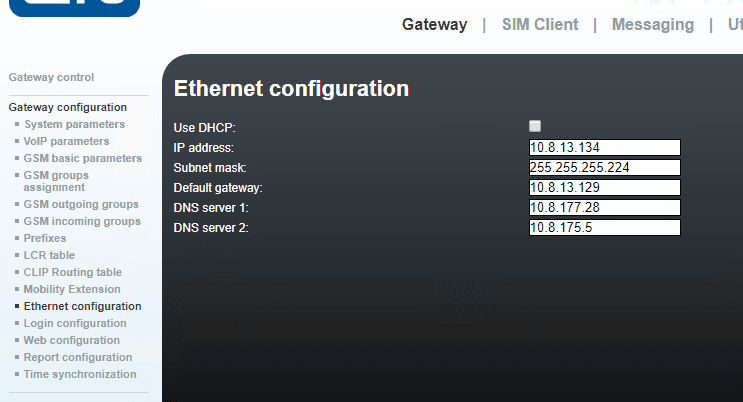 Gateway | SIM Client | Messaging | Ut
Gateway control
Gateway configuration
System parameters
VoIP parameters
GSM basic parameters
GSM groups
assignment
GSM outgoing groups
GSM incoming groups
Prefixes
LCR table
CLIP Routing table
Mobility Extension
Ethernet configuration
Login configuration
Web configuration
Report configuration
Time synchronization
Ethernet configuration
Use DHCP:
IP address: 10.8.13.134
Subnet mask: 255.255.255.224
Default gateway: 10.8.13.129
DNS server 1: 10.8.177.28
DNS server 2: 10.8.175.5